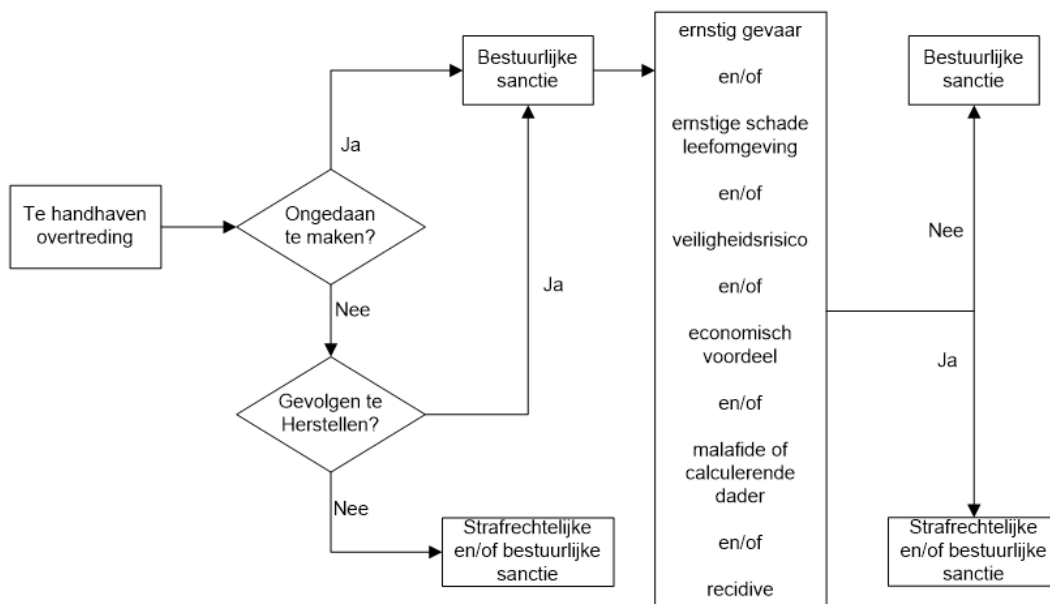 Te handhaven
overtreding
Ongedaan
te maken?
Ja
Nee
Gevolgen te
Herstellen?
Ja
Nee
Strafrechtelijke
en/of bestuurlijke
sanctie
Bestuurlijke
sanctie
ernstig gevaar
en/of
ernstige schade
leefomgeving
en/of
veiligheidsrisico
en/of
economisch
voordeel
en/of
malafide of
calculerende
dader
en/of
recidive
Nee
Bestuurlijke
sanctie
Ja
Strafrechtelijke
en/of bestuurlijke
sanctie